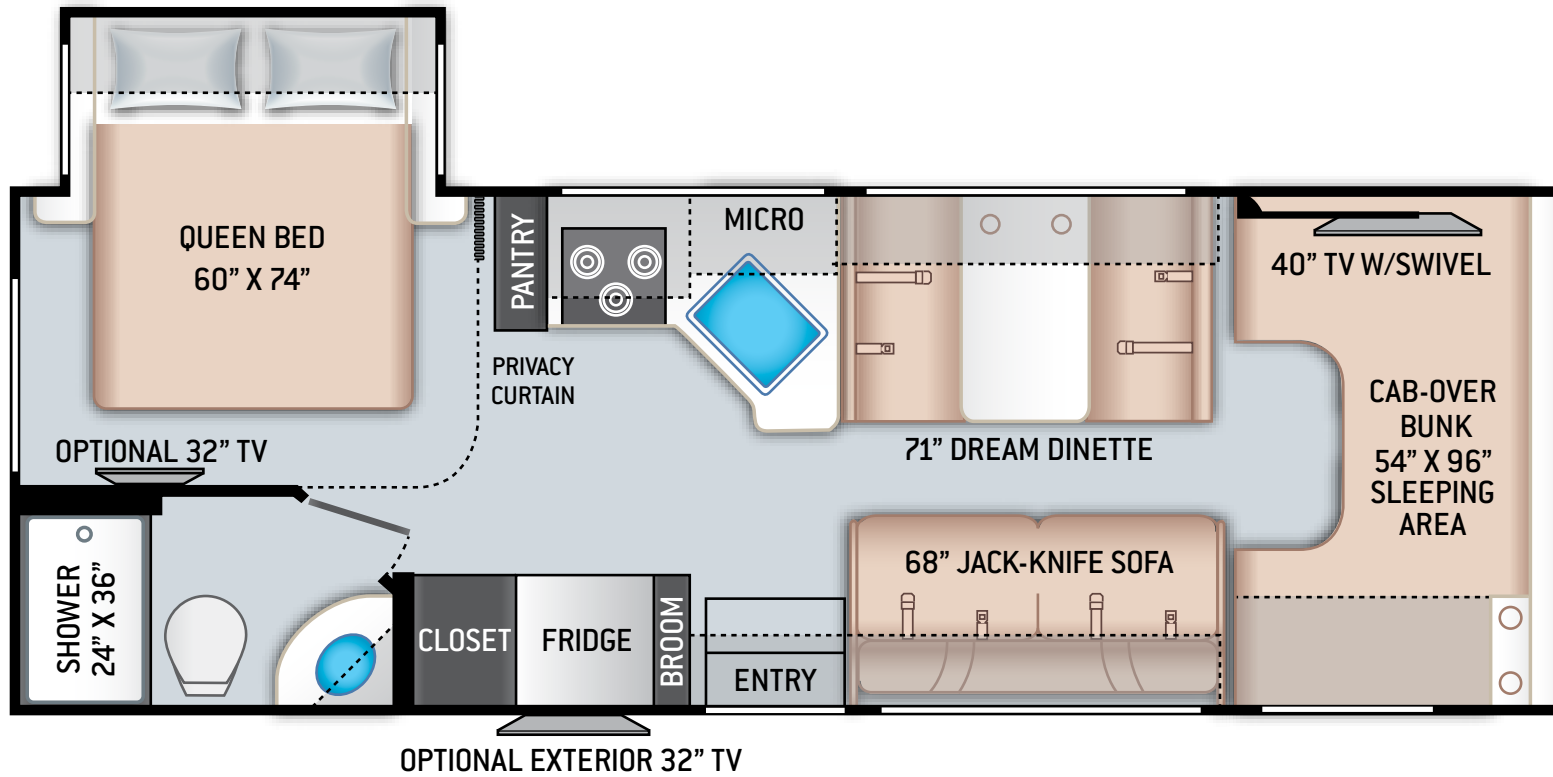 QUEEN BED
60” X 74”
PANTRY
MICRO
40” TV W/SWIVEL
PRIVACY
CURTAIN
CAB-OVER
BUNK
54” X 96”
SLEEPING
AREA
OPTIONAL 32” TV
71” DREAM DINETTE
68” JACK-KNIFE SOFA
SHOWER
24” X 36”
CLOSET
FRIDGE
BROOM
ENTRY
OPTIONAL EXTERIOR 32” TV